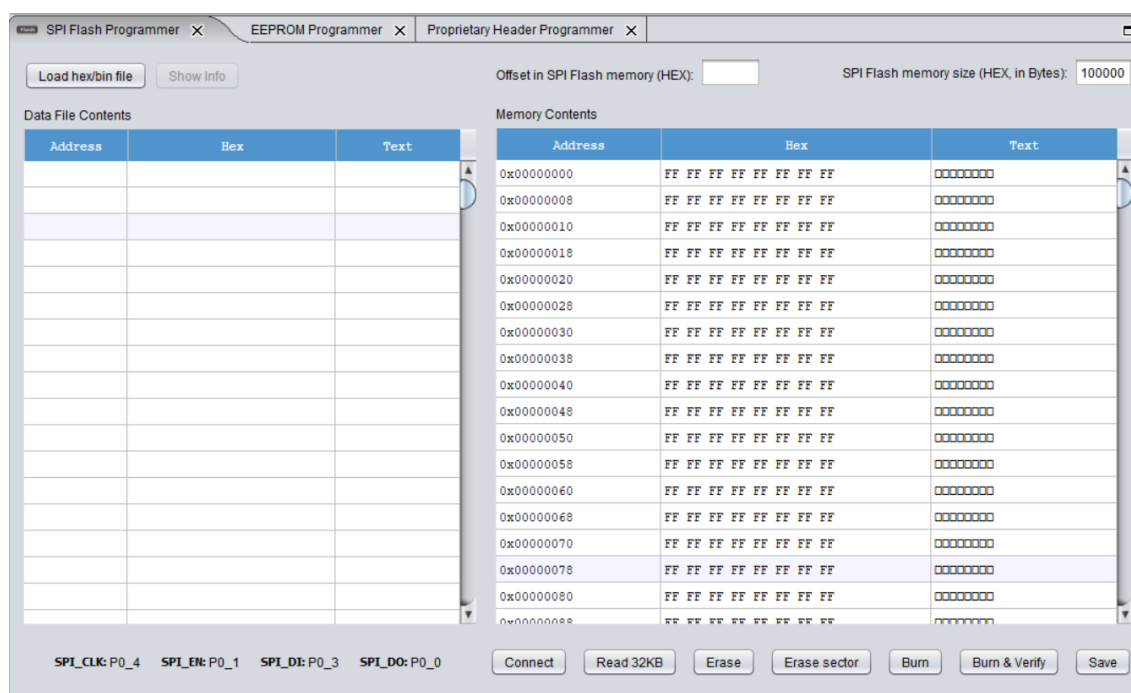 SPI Flash Programmer X EEPROM Programmer X Proprietary Header Programmer X
Load hex/bin file Show Info Offset in SPI Flash memory (HEX): SPI Flash memory size (HEX, in Bytes): 100000
Data File Contents Memory Contents
Address Hex Text Address Hex Text
0x00000000 FF FF FF FF FF FF FF FF □□□□□□□□
0x00000008 FF FF FF FF FF FF FF FF □□□□□□□□
0x00000010 FF FF FF FF FF FF FF FF □□□□□□□□
0x00000018 FF FF FF FF FF FF FF FF □□□□□□□□
0x00000020 FF FF FF FF FF FF FF FF □□□□□□□□
0x00000028 FF FF FF FF FF FF FF FF □□□□□□□□
0x00000030 FF FF FF FF FF FF FF FF □□□□□□□□
0x00000038 FF FF FF FF FF FF FF FF □□□□□□□□
0x00000040 FF FF FF FF FF FF FF FF □□□□□□□□
0x00000048 FF FF FF FF FF FF FF FF □□□□□□□□
0x00000050 FF FF FF FF FF FF FF FF □□□□□□□□
0x00000058 FF FF FF FF FF FF FF FF □□□□□□□□
0x00000060 FF FF FF FF FF FF FF FF □□□□□□□□
0x00000068 FF FF FF FF FF FF FF FF □□□□□□□□
0x00000070 FF FF FF FF FF FF FF FF □□□□□□□□
0x00000078 FF FF FF FF FF FF FF FF □□□□□□□□
0x00000080 FF FF FF FF FF FF FF FF □□□□□□□□
0x00000088 FF FF FF FF FF FF FF FF □□□□□□□□
SPI_CLK: P0_4 SPI_EN: P0_1 SPI_DI: P0_3 SPI_DO: P0_0 Connect Read 32KB Erase Erase sector Burn Burn & Verify Save